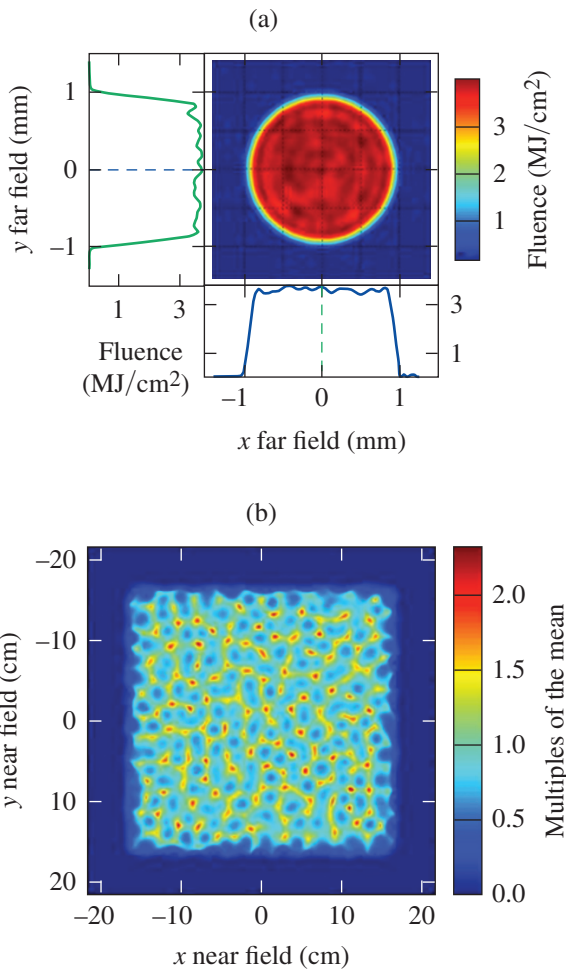 (a)
y far field (mm)
1
0
−1
1 3
Fluence
(MJ/cm²)
3
2
1
Fluence (MJ/cm²)
3
1
−1 0 1
x far field (mm)
(b)
−20
−10
0
10
20
y near field (cm)
−20 −10 0 10 20
x near field (cm)
2.0
1.5
1.0
0.5
0.0
Multiples of the mean